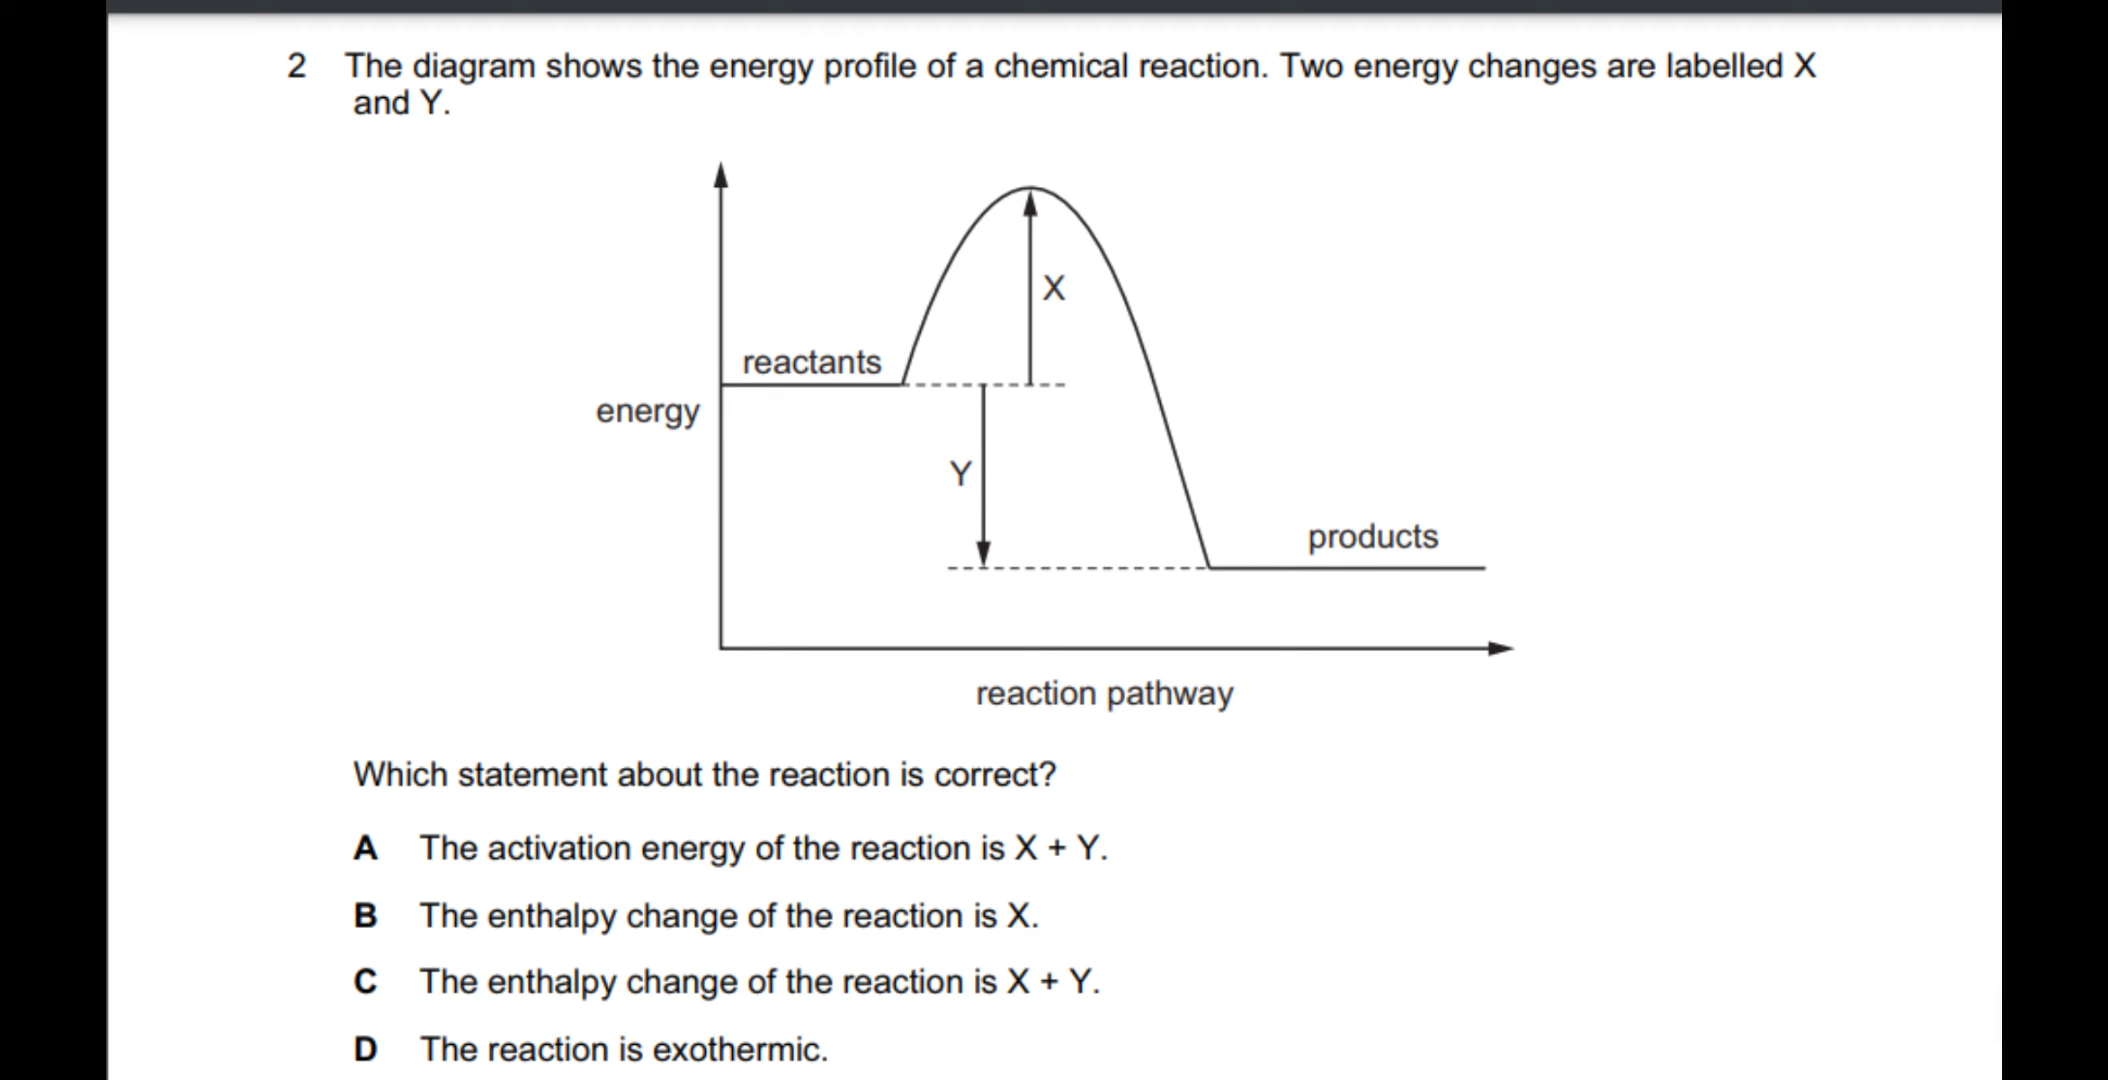 2 The diagram shows the energy profile of a chemical reaction. Two energy changes are labelled X
and Y.
X
reactants
energy
Y
products
reaction pathway
Which statement about the reaction is correct?
A The activation energy of the reaction is X + Y.
B The enthalpy change of the reaction is X.
C The enthalpy change of the reaction is X + Y.
D The reaction is exothermic.